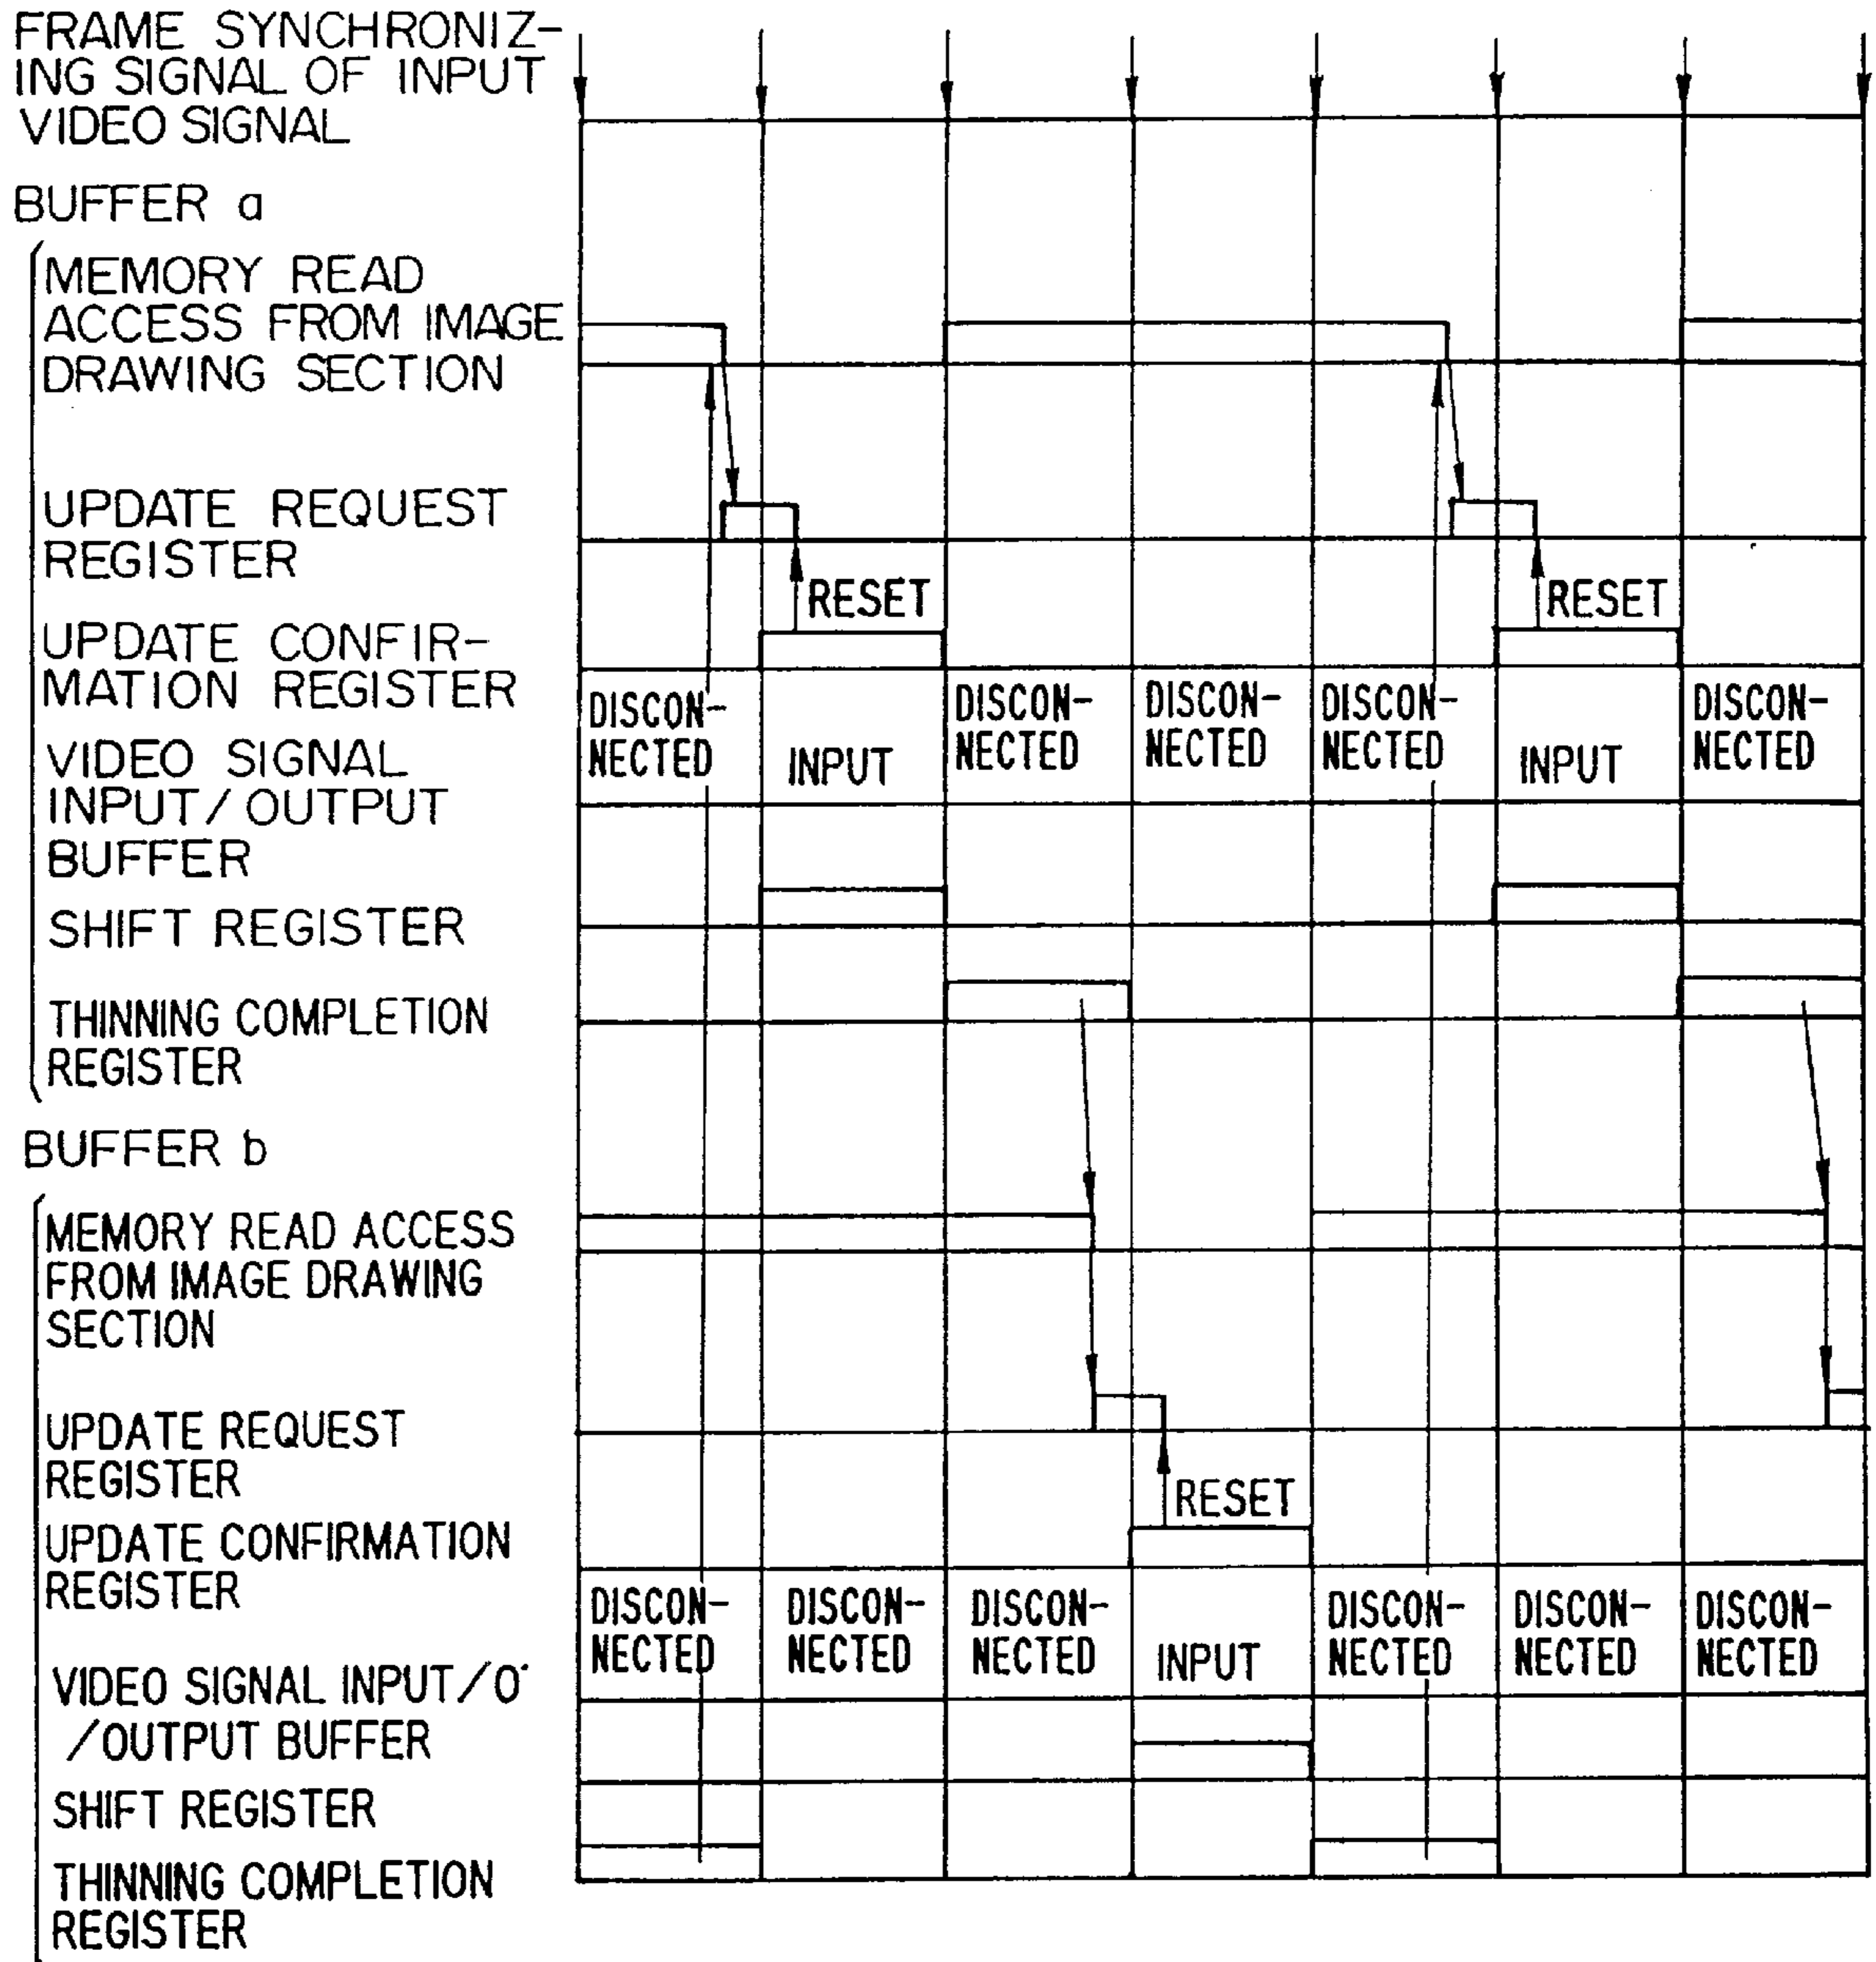 FRAME SYNCHRONIZ-
ING SIGNAL OF INPUT
VIDEO SIGNAL
BUFFER a
MEMORY READ
ACCESS FROM IMAGE
DRAWING SECTION
UPDATE REQUEST
REGISTER
RESET
RESET
UPDATE CONFIR-
MATION REGISTER
DISCON-
NECTED
INPUT
DISCON-
NECTED
DISCON-
NECTED
DISCON-
NECTED
INPUT
DISCON-
NECTED
VIDEO SIGNAL
INPUT/OUTPUT
BUFFER
SHIFT REGISTER
THINNING COMPLETION
REGISTER
BUFFER b
MEMORY READ ACCESS
FROM IMAGE DRAWING
SECTION
UPDATE REQUEST
REGISTER
RESET
UPDATE CONFIRMATION
REGISTER
DISCON-
NECTED
DISCON-
NECTED
DISCON-
NECTED
INPUT
DISCON-
NECTED
DISCON-
NECTED
DISCON-
NECTED
VIDEO SIGNAL INPUT/O
/OUTPUT BUFFER
SHIFT REGISTER
THINNING COMPLETION
REGISTER